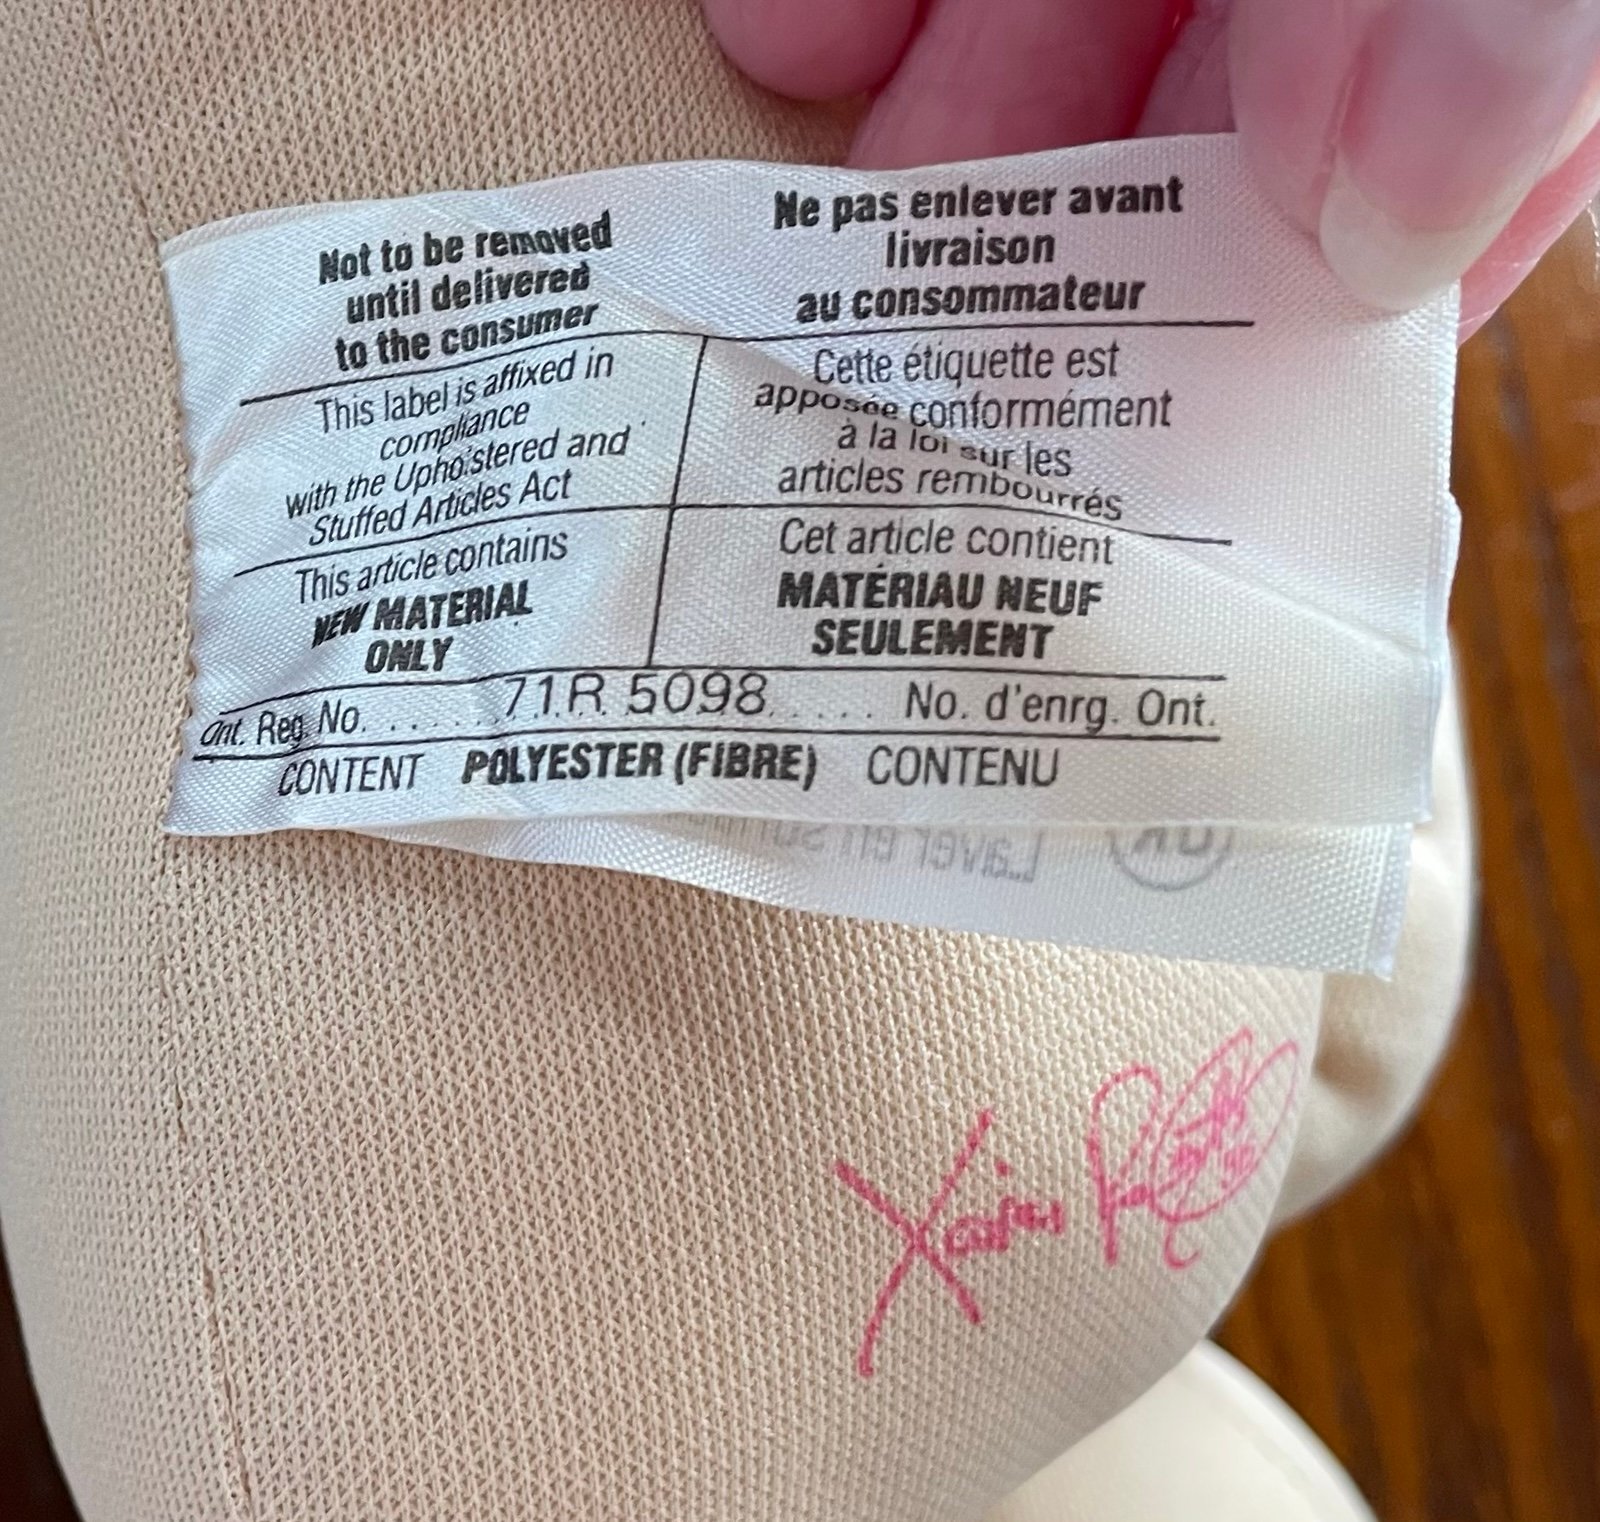 Not to be removed
until delivered
to the consumer
Ne pas enlever avant
livraison
au consommateur
This label is affixed in
compliance
with the Upholstered and
Stuffed Articles Act
Cette étiquette est
apposée conformément
à la loi sur les
articles rembourrés
This article contains
NEW MATERIAL
ONLY
Cet article contient
MATÉRIAU NEUF
SEULEMENT
Ont. Reg. No. . . . . . . . 71R 5098 . . . . . No. d'enrg. Ont.
CONTENT POLYESTER (FIBRE) CONTENU
Laver en
Xavier